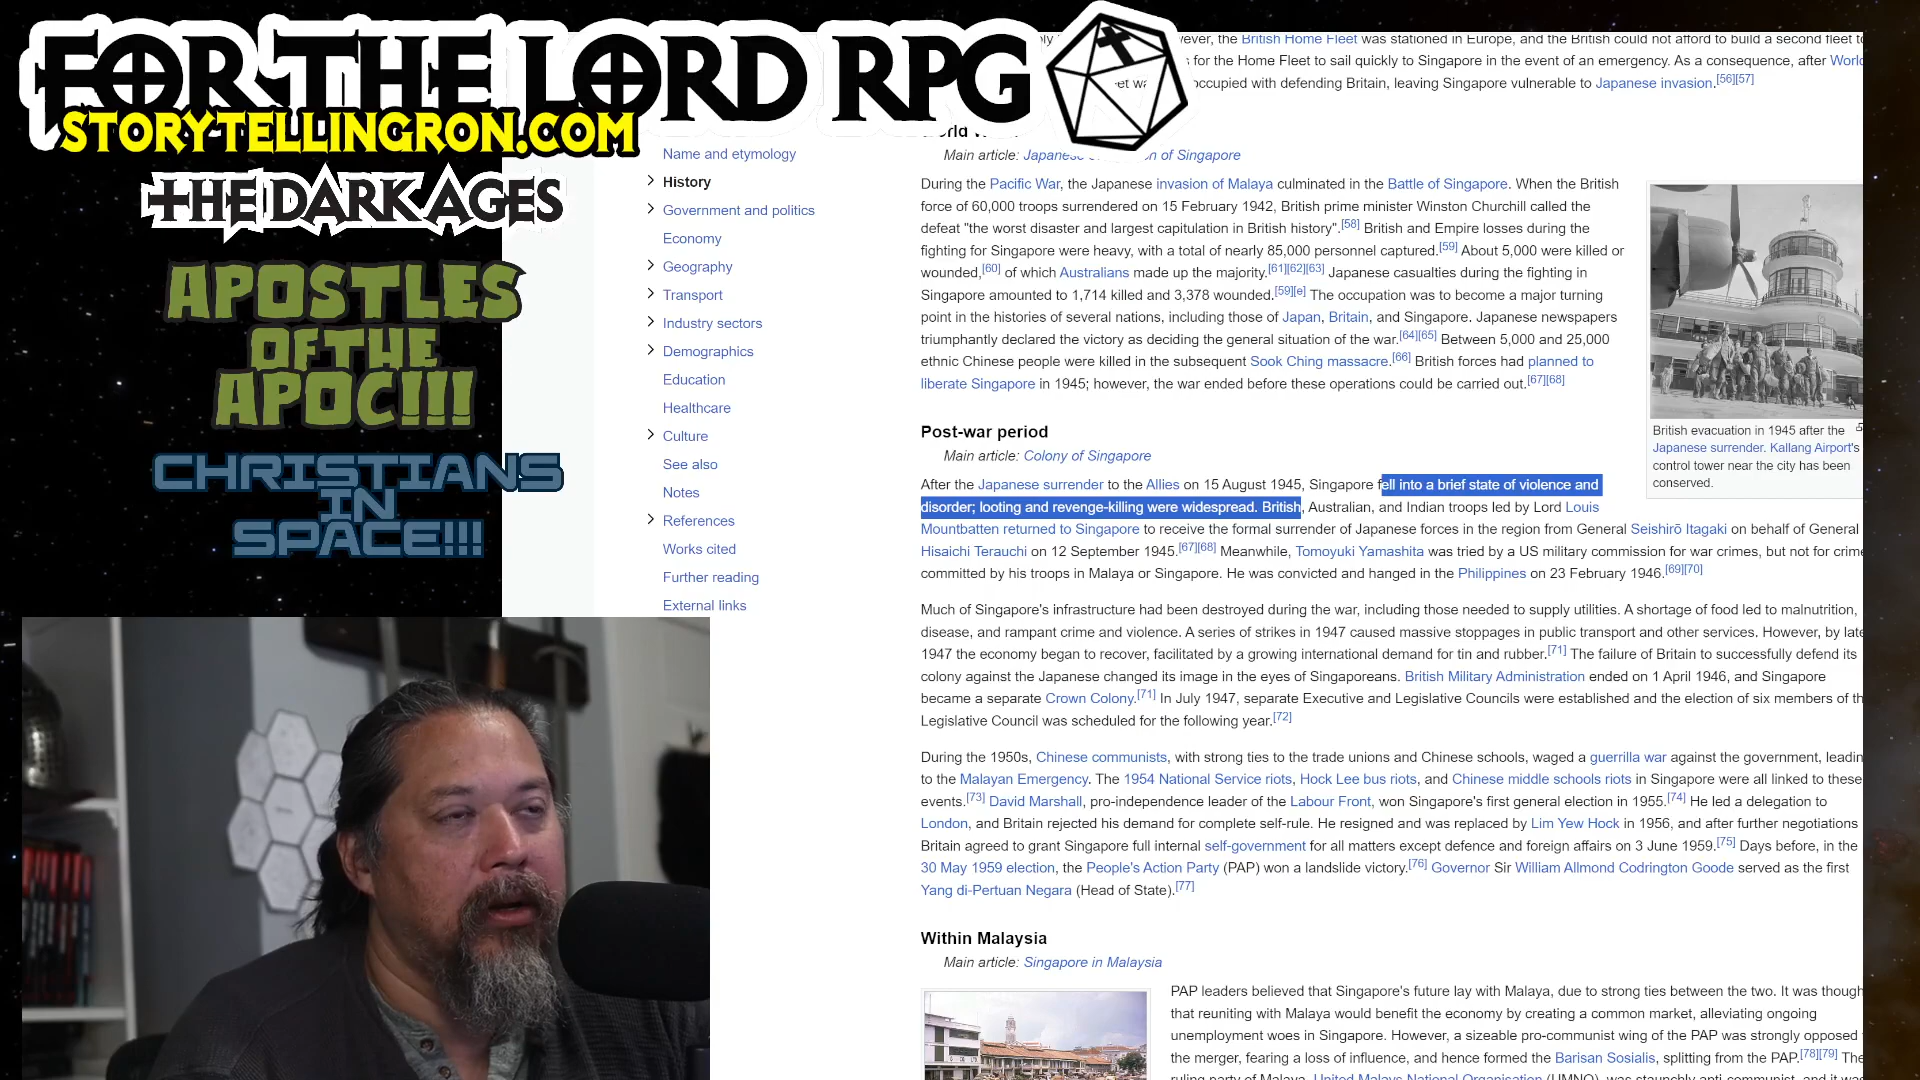 FOR THE LORD RPG
STORYTELLINGRON.COM
THE DARK AGES
APOSTLES
OF THE
APOC!!!
CHRISTIANS
IN
SPACE!!!
Name and etymology
History
Government and politics
Economy
Geography
Transport
Industry sectors
Demographics
Education
Healthcare
Culture
See also
Notes
References
Works cited
Further reading
External links
the British Home Fleet was stationed in Europe, and the British could not afford to build a second fleet to
for the Home Fleet to sail quickly to Singapore in the event of an emergency. As a consequence, after World
occupied with defending Britain, leaving Singapore vulnerable to Japanese invasion.[56][57]
Main article: Japanese of Singapore
During the Pacific War, the Japanese invasion of Malaya culminated in the Battle of Singapore. When the British
force of 60,000 troops surrendered on 15 February 1942, British prime minister Winston Churchill called the
defeat "the worst disaster and largest capitulation in British history".[58] British and Empire losses during the
fighting for Singapore were heavy, with a total of nearly 85,000 personnel captured.[59] About 5,000 were killed or
wounded,[60] of which Australians made up the majority.[61][62][63] Japanese casualties during the fighting in
Singapore amounted to 1,714 killed and 3,378 wounded.[59][e] The occupation was to become a major turning
point in the histories of several nations, including those of Japan, Britain, and Singapore. Japanese newspapers
triumphantly declared the victory as deciding the general situation of the war.[64][65] Between 5,000 and 25,000
ethnic Chinese people were killed in the subsequent Sook Ching massacre.[66] British forces had planned to
liberate Singapore in 1945; however, the war ended before these operations could be carried out.[67][68]
British evacuation in 1945 after the
Japanese surrender. Kallang Airport's
control tower near the city has been
conserved.
Post-war period
Main article: Colony of Singapore
After the Japanese surrender to the Allies on 15 August 1945, Singapore fell into a brief state of violence and
disorder; looting and revenge-killing were widespread. British, Australian, and Indian troops led by Lord Louis
Mountbatten returned to Singapore to receive the formal surrender of Japanese forces in the region from General Seishirō Itagaki on behalf of General
Hisaichi Terauchi on 12 September 1945.[67][68] Meanwhile, Tomoyuki Yamashita was tried by a US military commission for war crimes, but not for crime
committed by his troops in Malaya or Singapore. He was convicted and hanged in the Philippines on 23 February 1946.[69][70]
Much of Singapore's infrastructure had been destroyed during the war, including those needed to supply utilities. A shortage of food led to malnutrition,
disease, and rampant crime and violence. A series of strikes in 1947 caused massive stoppages in public transport and other services. However, by late
1947 the economy began to recover, facilitated by a growing international demand for tin and rubber.[71] The failure of Britain to successfully defend its
colony against the Japanese changed its image in the eyes of Singaporeans. British Military Administration ended on 1 April 1946, and Singapore
became a separate Crown Colony.[71] In July 1947, separate Executive and Legislative Councils were established and the election of six members of th
Legislative Council was scheduled for the following year.[72]
During the 1950s, Chinese communists, with strong ties to the trade unions and Chinese schools, waged a guerrilla war against the government, leadin
to the Malayan Emergency. The 1954 National Service riots, Hock Lee bus riots, and Chinese middle schools riots in Singapore were all linked to these
events.[73] David Marshall, pro-independence leader of the Labour Front, won Singapore's first general election in 1955.[74] He led a delegation to
London, and Britain rejected his demand for complete self-rule. He resigned and was replaced by Lim Yew Hock in 1956, and after further negotiations
Britain agreed to grant Singapore full internal self-government for all matters except defence and foreign affairs on 3 June 1959.[75] Days before, in the
30 May 1959 election, the People's Action Party (PAP) won a landslide victory.[76] Governor Sir William Allmond Codrington Goode served as the first
Yang di-Pertuan Negara (Head of State).[77]
Within Malaysia
Main article: Singapore in Malaysia
PAP leaders believed that Singapore's future lay with Malaya, due to strong ties between the two. It was though
that reuniting with Malaya would benefit the economy by creating a common market, alleviating ongoing
unemployment woes in Singapore. However, a sizeable pro-communist wing of the PAP was strongly opposed
the merger, fearing a loss of influence, and hence formed the Barisan Sosialis, splitting from the PAP.[78][79] The
ruling party of Malaya, United Malays National Organisation (UMNO), was staunchly anti-communist, and it was